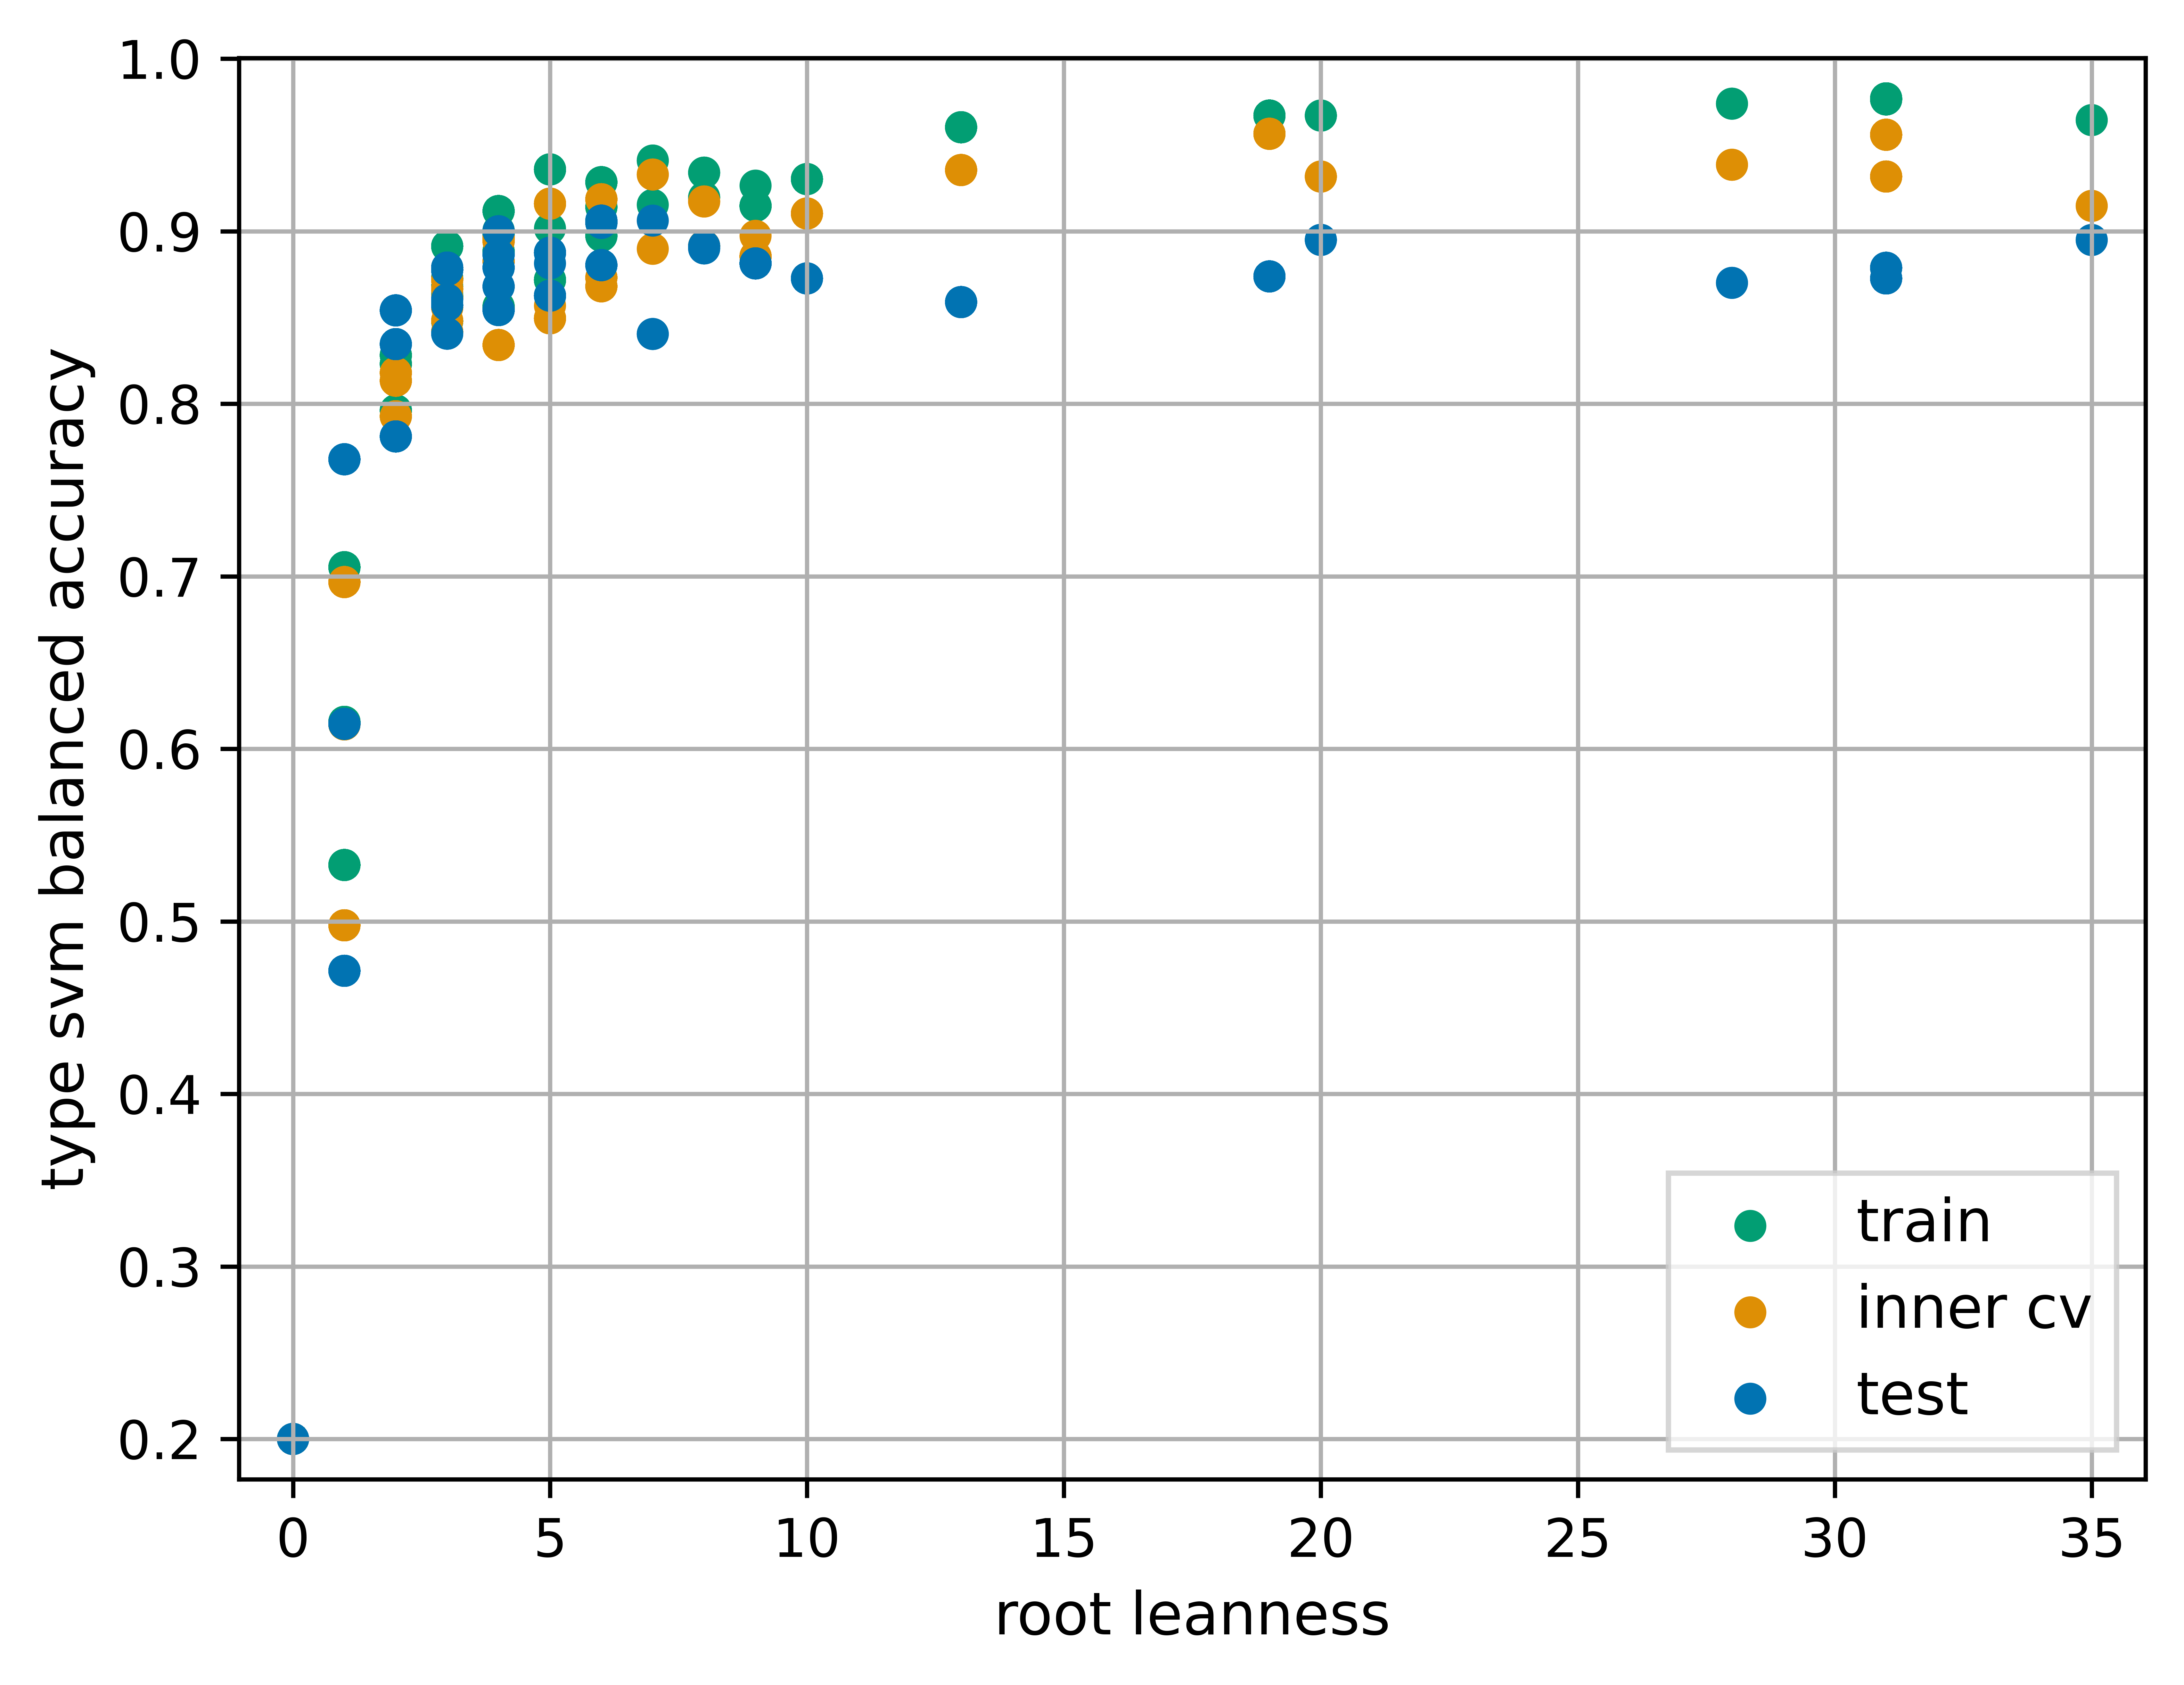 type svm balanced accuracy
1.0
0.9
0.8
0.7
0.6
0.5
0.4
0.3
0.2
train
inner cv
test
0 5 10 15 20 25 30 35
root leanness